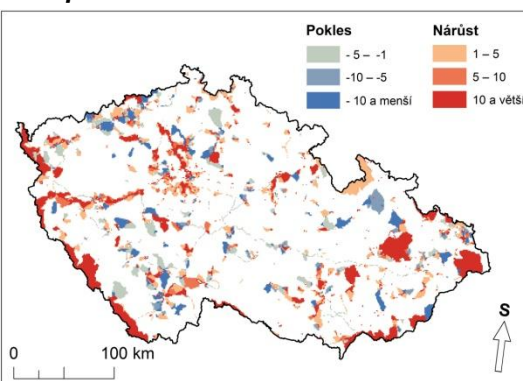 Pokles
- 5 – -1
-10 – -5
- 10 a menší
Nárůst
1 – 5
5 – 10
10 a větší
S
0 100 km